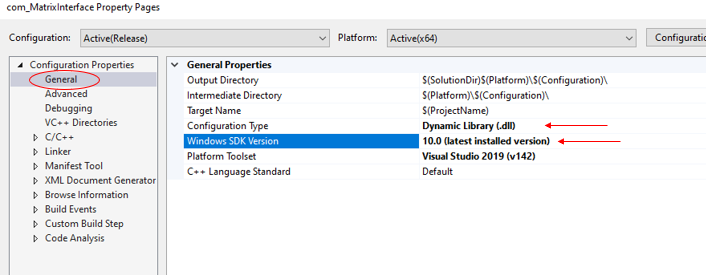 com_MatrixInterface Property Pages
Configuration: Active(Release) Platform: Active(x64) Configuratio
Configuration Properties
General
Advanced
Debugging
VC++ Directories
C/C++
Linker
Manifest Tool
XML Document Generator
Browse Information
Build Events
Custom Build Step
Code Analysis
General Properties
Output Directory $(SolutionDir)$(Platform)\$(Configuration)\
Intermediate Directory $(Platform)\$(Configuration)\
Target Name $(ProjectName)
Configuration Type Dynamic Library (.dll)
Windows SDK Version 10.0 (latest installed version)
Platform Toolset Visual Studio 2019 (v142)
C++ Language Standard Default